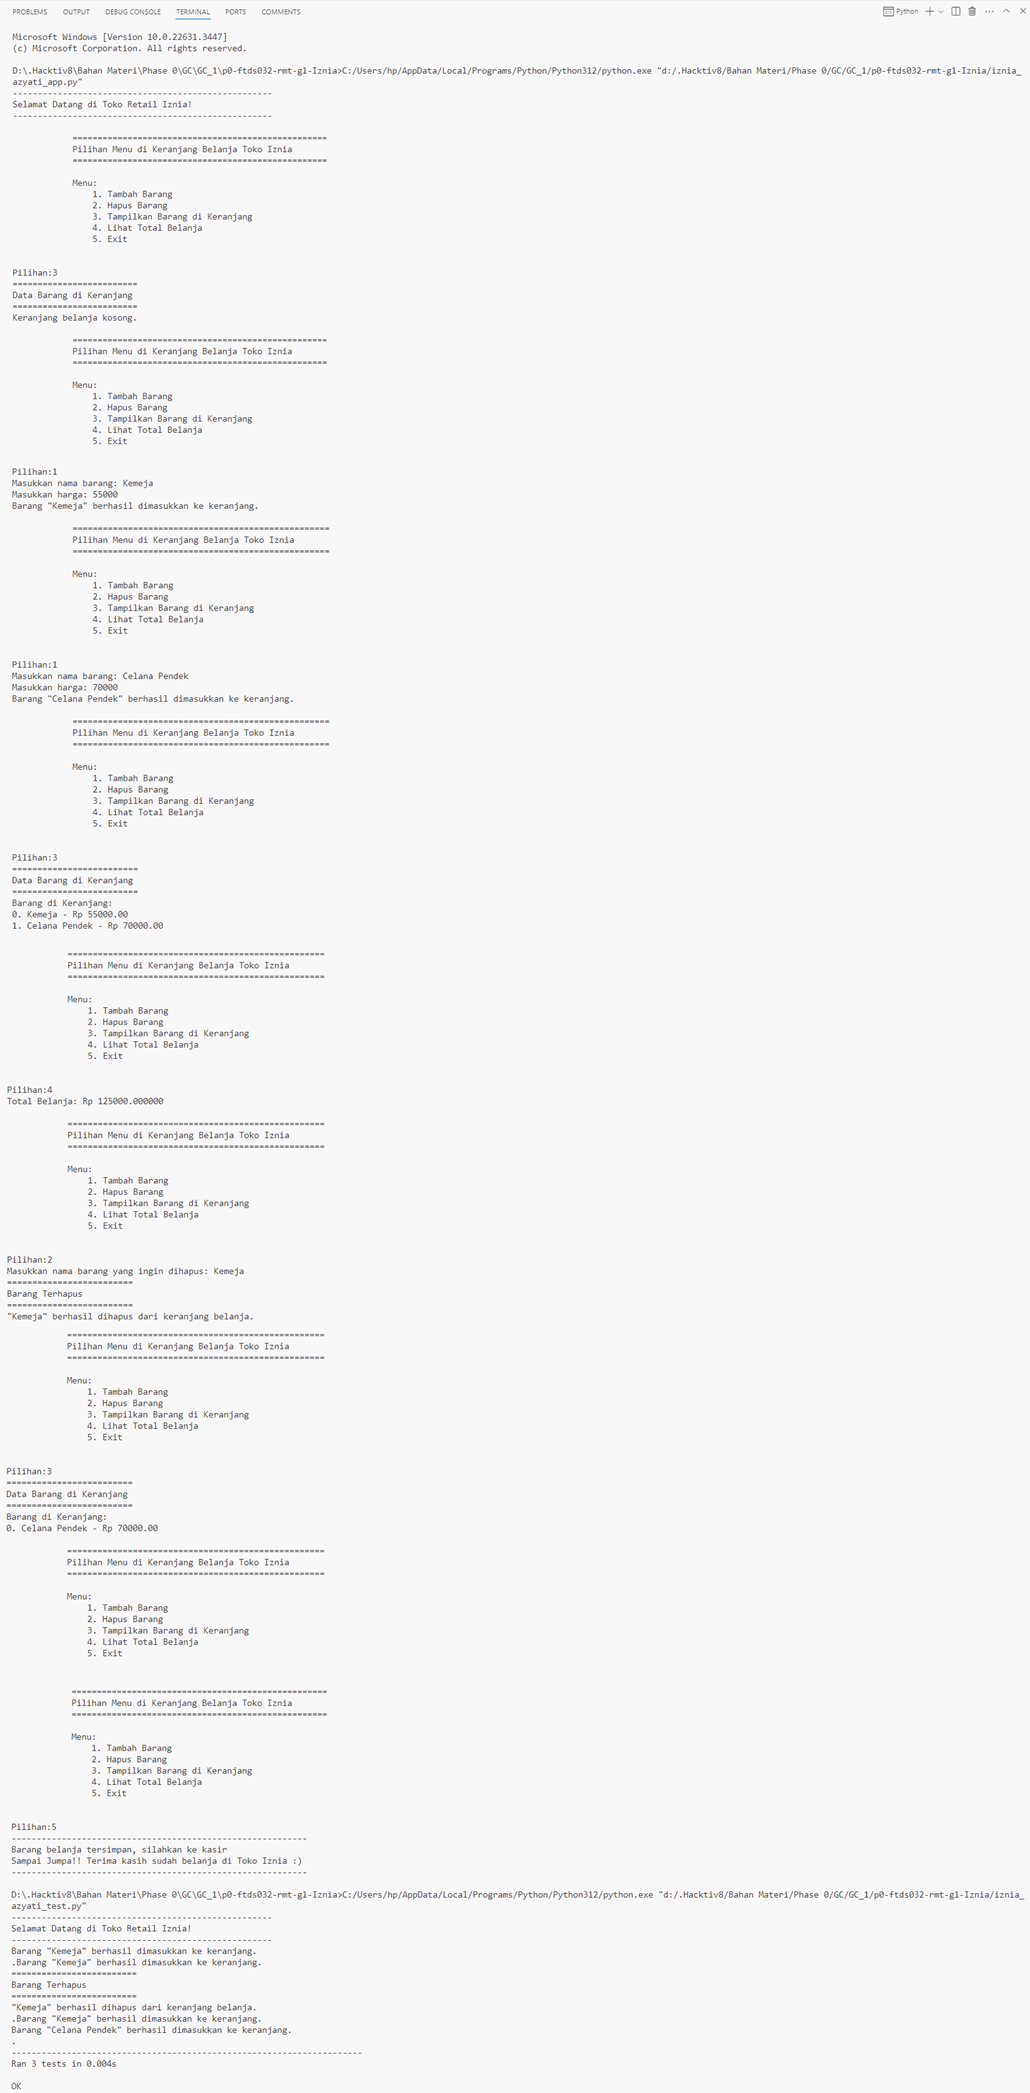 PROBLEMS OUTPUT DEBUG CONSOLE TERMINAL PORTS COMMENTS Python
Microsoft Windows [Version 10.0.22631.3447]
(c) Microsoft Corporation. All rights reserved.
D:\.Hacktiv8\Bahan Materi\Phase 0\GC\GC_1\p0-ftds032-rmt-g1-Iznia>C:/Users/hp/AppData/Local/Programs/Python/Python312/python.exe "d:/.Hacktiv8/Bahan Materi/Phase 0/GC/GC_1/p0-ftds032-rmt-g1-Iznia/iznia_
azyati_app.py"
----------------------------------------------------
Selamat Datang di Toko Retail Iznia!
----------------------------------------------------
===================================================
Pilihan Menu di Keranjang Belanja Toko Iznia
===================================================
Menu:
1. Tambah Barang
2. Hapus Barang
3. Tampilkan Barang di Keranjang
4. Lihat Total Belanja
5. Exit
Pilihan:3
=========================
Data Barang di Keranjang
=========================
Keranjang belanja kosong.
===================================================
Pilihan Menu di Keranjang Belanja Toko Iznia
===================================================
Menu:
1. Tambah Barang
2. Hapus Barang
3. Tampilkan Barang di Keranjang
4. Lihat Total Belanja
5. Exit
Pilihan:1
Masukkan nama barang: Kemeja
Masukkan harga: 55000
Barang "Kemeja" berhasil dimasukkan ke keranjang.
===================================================
Pilihan Menu di Keranjang Belanja Toko Iznia
===================================================
Menu:
1. Tambah Barang
2. Hapus Barang
3. Tampilkan Barang di Keranjang
4. Lihat Total Belanja
5. Exit
Pilihan:1
Masukkan nama barang: Celana Pendek
Masukkan harga: 70000
Barang "Celana Pendek" berhasil dimasukkan ke keranjang.
===================================================
Pilihan Menu di Keranjang Belanja Toko Iznia
===================================================
Menu:
1. Tambah Barang
2. Hapus Barang
3. Tampilkan Barang di Keranjang
4. Lihat Total Belanja
5. Exit
Pilihan:3
=========================
Data Barang di Keranjang
=========================
Barang di Keranjang:
0. Kemeja - Rp 55000.00
1. Celana Pendek - Rp 70000.00
===================================================
Pilihan Menu di Keranjang Belanja Toko Iznia
===================================================
Menu:
1. Tambah Barang
2. Hapus Barang
3. Tampilkan Barang di Keranjang
4. Lihat Total Belanja
5. Exit
Pilihan:4
Total Belanja: Rp 125000.000000
===================================================
Pilihan Menu di Keranjang Belanja Toko Iznia
===================================================
Menu:
1. Tambah Barang
2. Hapus Barang
3. Tampilkan Barang di Keranjang
4. Lihat Total Belanja
5. Exit
Pilihan:2
Masukkan nama barang yang ingin dihapus: Kemeja
=========================
Barang Terhapus
=========================
"Kemeja" berhasil dihapus dari keranjang belanja.
===================================================
Pilihan Menu di Keranjang Belanja Toko Iznia
===================================================
Menu:
1. Tambah Barang
2. Hapus Barang
3. Tampilkan Barang di Keranjang
4. Lihat Total Belanja
5. Exit
Pilihan:3
=========================
Data Barang di Keranjang
=========================
Barang di Keranjang:
0. Celana Pendek - Rp 70000.00
===================================================
Pilihan Menu di Keranjang Belanja Toko Iznia
===================================================
Menu:
1. Tambah Barang
2. Hapus Barang
3. Tampilkan Barang di Keranjang
4. Lihat Total Belanja
5. Exit
===================================================
Pilihan Menu di Keranjang Belanja Toko Iznia
===================================================
Menu:
1. Tambah Barang
2. Hapus Barang
3. Tampilkan Barang di Keranjang
4. Lihat Total Belanja
5. Exit
Pilihan:5
-----------------------------------------------------------
Barang belanja tersimpan, silahkan ke kasir
Sampai Jumpa!! Terima kasih sudah belanja di Toko Iznia :)
-----------------------------------------------------------
D:\.Hacktiv8\Bahan Materi\Phase 0\GC\GC_1\p0-ftds032-rmt-g1-Iznia>C:/Users/hp/AppData/Local/Programs/Python/Python312/python.exe "d:/.Hacktiv8/Bahan Materi/Phase 0/GC/GC_1/p0-ftds032-rmt-g1-Iznia/iznia_
azyati_test.py"
----------------------------------------------------
Selamat Datang di Toko Retail Iznia!
----------------------------------------------------
Barang "Kemeja" berhasil dimasukkan ke keranjang.
.Barang "Kemeja" berhasil dimasukkan ke keranjang.
=========================
Barang Terhapus
=========================
"Kemeja" berhasil dihapus dari keranjang belanja.
.Barang "Kemeja" berhasil dimasukkan ke keranjang.
Barang "Celana Pendek" berhasil dimasukkan ke keranjang.
.
----------------------------------------------------------------------
Ran 3 tests in 0.004s
OK